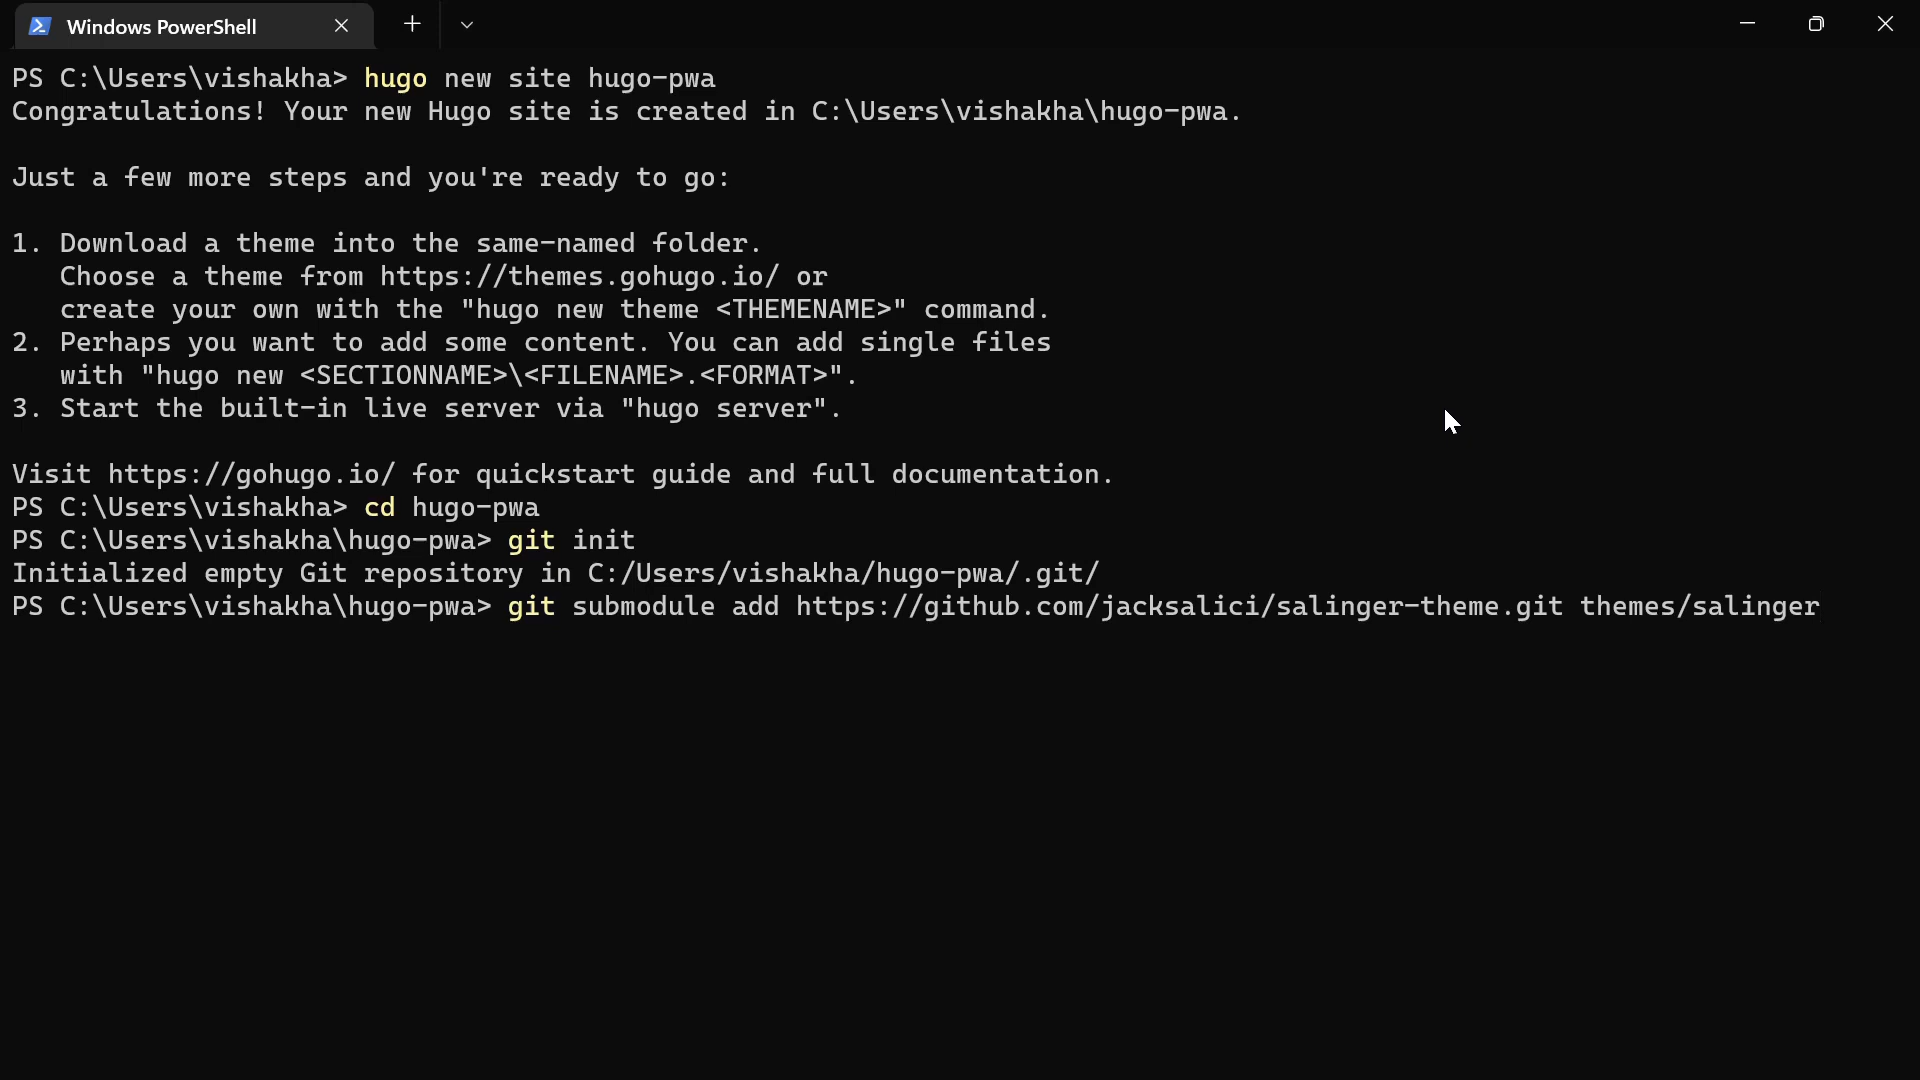 Windows PowerShell
PS C:\Users\vishakha> hugo new site hugo-pwa
Congratulations! Your new Hugo site is created in C:\Users\vishakha\hugo-pwa.
Just a few more steps and you're ready to go:
1. Download a theme into the same-named folder.
Choose a theme from https://themes.gohugo.io/ or
create your own with the "hugo new theme <THEMENAME>" command.
2. Perhaps you want to add some content. You can add single files
with "hugo new <SECTIONNAME>\<FILENAME>.<FORMAT>".
3. Start the built-in live server via "hugo server".
Visit https://gohugo.io/ for quickstart guide and full documentation.
PS C:\Users\vishakha> cd hugo-pwa
PS C:\Users\vishakha\hugo-pwa> git init
Initialized empty Git repository in C:/Users/vishakha/hugo-pwa/.git/
PS C:\Users\vishakha\hugo-pwa> git submodule add https://github.com/jacksalici/salinger-theme.git themes/salinger